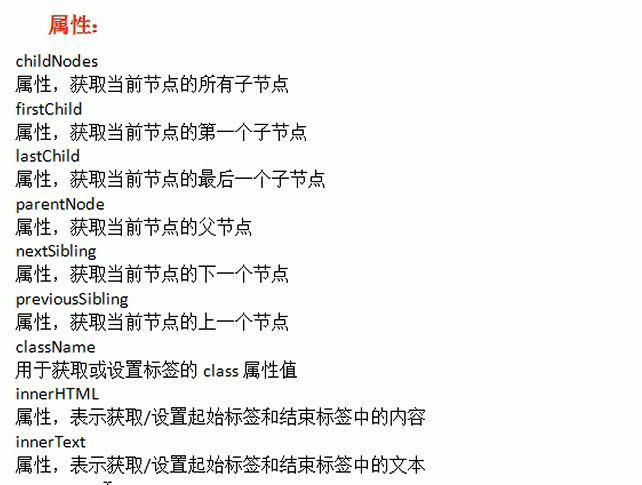 属性：
childNodes
属性，获取当前节点的所有子节点
firstChild
属性，获取当前节点的第一个子节点
lastChild
属性，获取当前节点的最后一个子节点
parentNode
属性，获取当前节点的父节点
nextSibling
属性，获取当前节点的下一个节点
previousSibling
属性，获取当前节点的上一个节点
className
用于获取或设置标签的 class 属性值
innerHTML
属性，表示获取/设置起始标签和结束标签中的内容
innerText
属性，表示获取/设置起始标签和结束标签中的文本